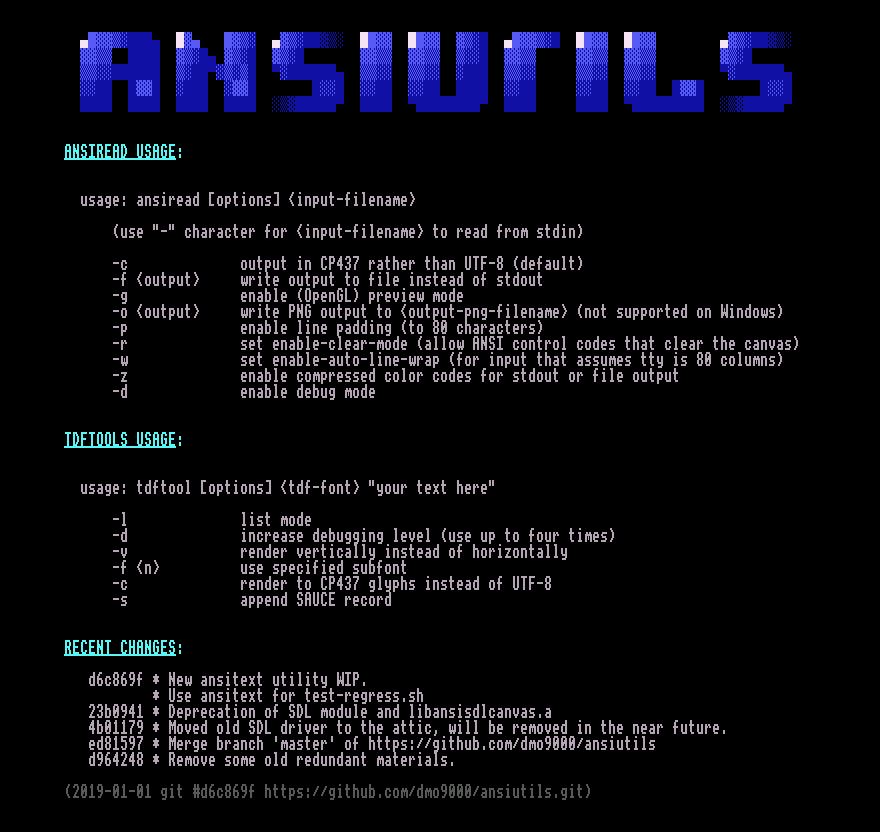 ANSIUTILS
ANSIREAD USAGE:
usage: ansiread [options] <input-filename>
(use "-" character for <input-filename> to read from stdin)
-c output in CP437 rather than UTF-8 (default)
-f <output> write output to file instead of stdout
-g enable (OpenGL) preview mode
-o <output> write PNG output to <output-png-filename> (not supported on Windows)
-p enable line padding (to 80 characters)
-r set enable-clear-mode (allow ANSI control codes that clear the canvas)
-w set enable-auto-line-wrap (for input that assumes tty is 80 columns)
-z enable compressed color codes for stdout or file output
-d enable debug mode
TDFTOOLS USAGE:
usage: tdftool [options] <tdf-font> "your text here"
-l list mode
-d increase debugging level (use up to four times)
-v render vertically instead of horizontally
-f <n> use specified subfont
-c render to CP437 glyphs instead of UTF-8
-s append SAUCE record
RECENT CHANGES:
d6c869f * New ansitext utility WIP.
* Use ansitext for test-regress.sh
23b0941 * Deprecation of SDL module and libansisdlcanvas.a
4b01179 * Moved old SDL driver to the attic, will be removed in the near future.
ed81597 * Merge branch 'master' of https://github.com/dmo9000/ansiutils
d964248 * Remove some old redundant materials.
(2019-01-01 git #d6c869f https://github.com/dmo9000/ansiutils.git)